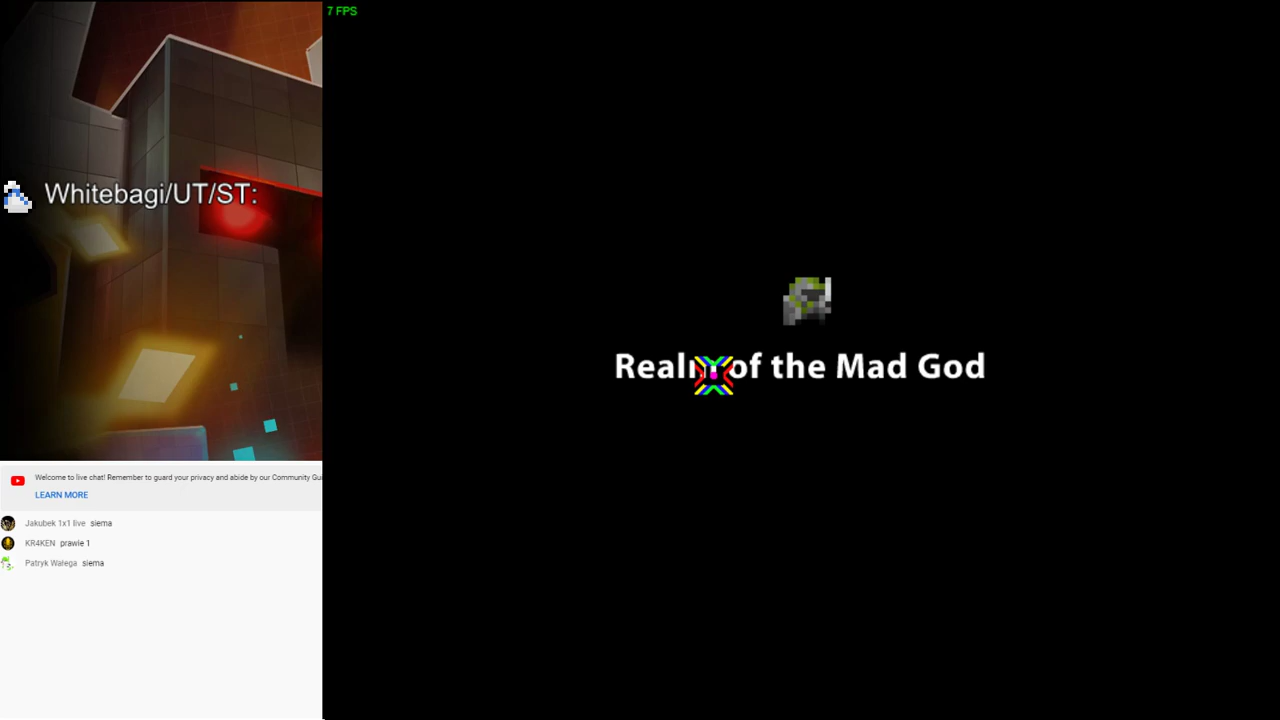 7 FPS
Whitebagi/UT/ST:
Realm of the Mad God
Welcome to live chat! Remember to guard your privacy and abide by our Community Gu
LEARN MORE
Jakubek 1x1 live siema
KR4KEN prawie 1
Patryk Wałega siema